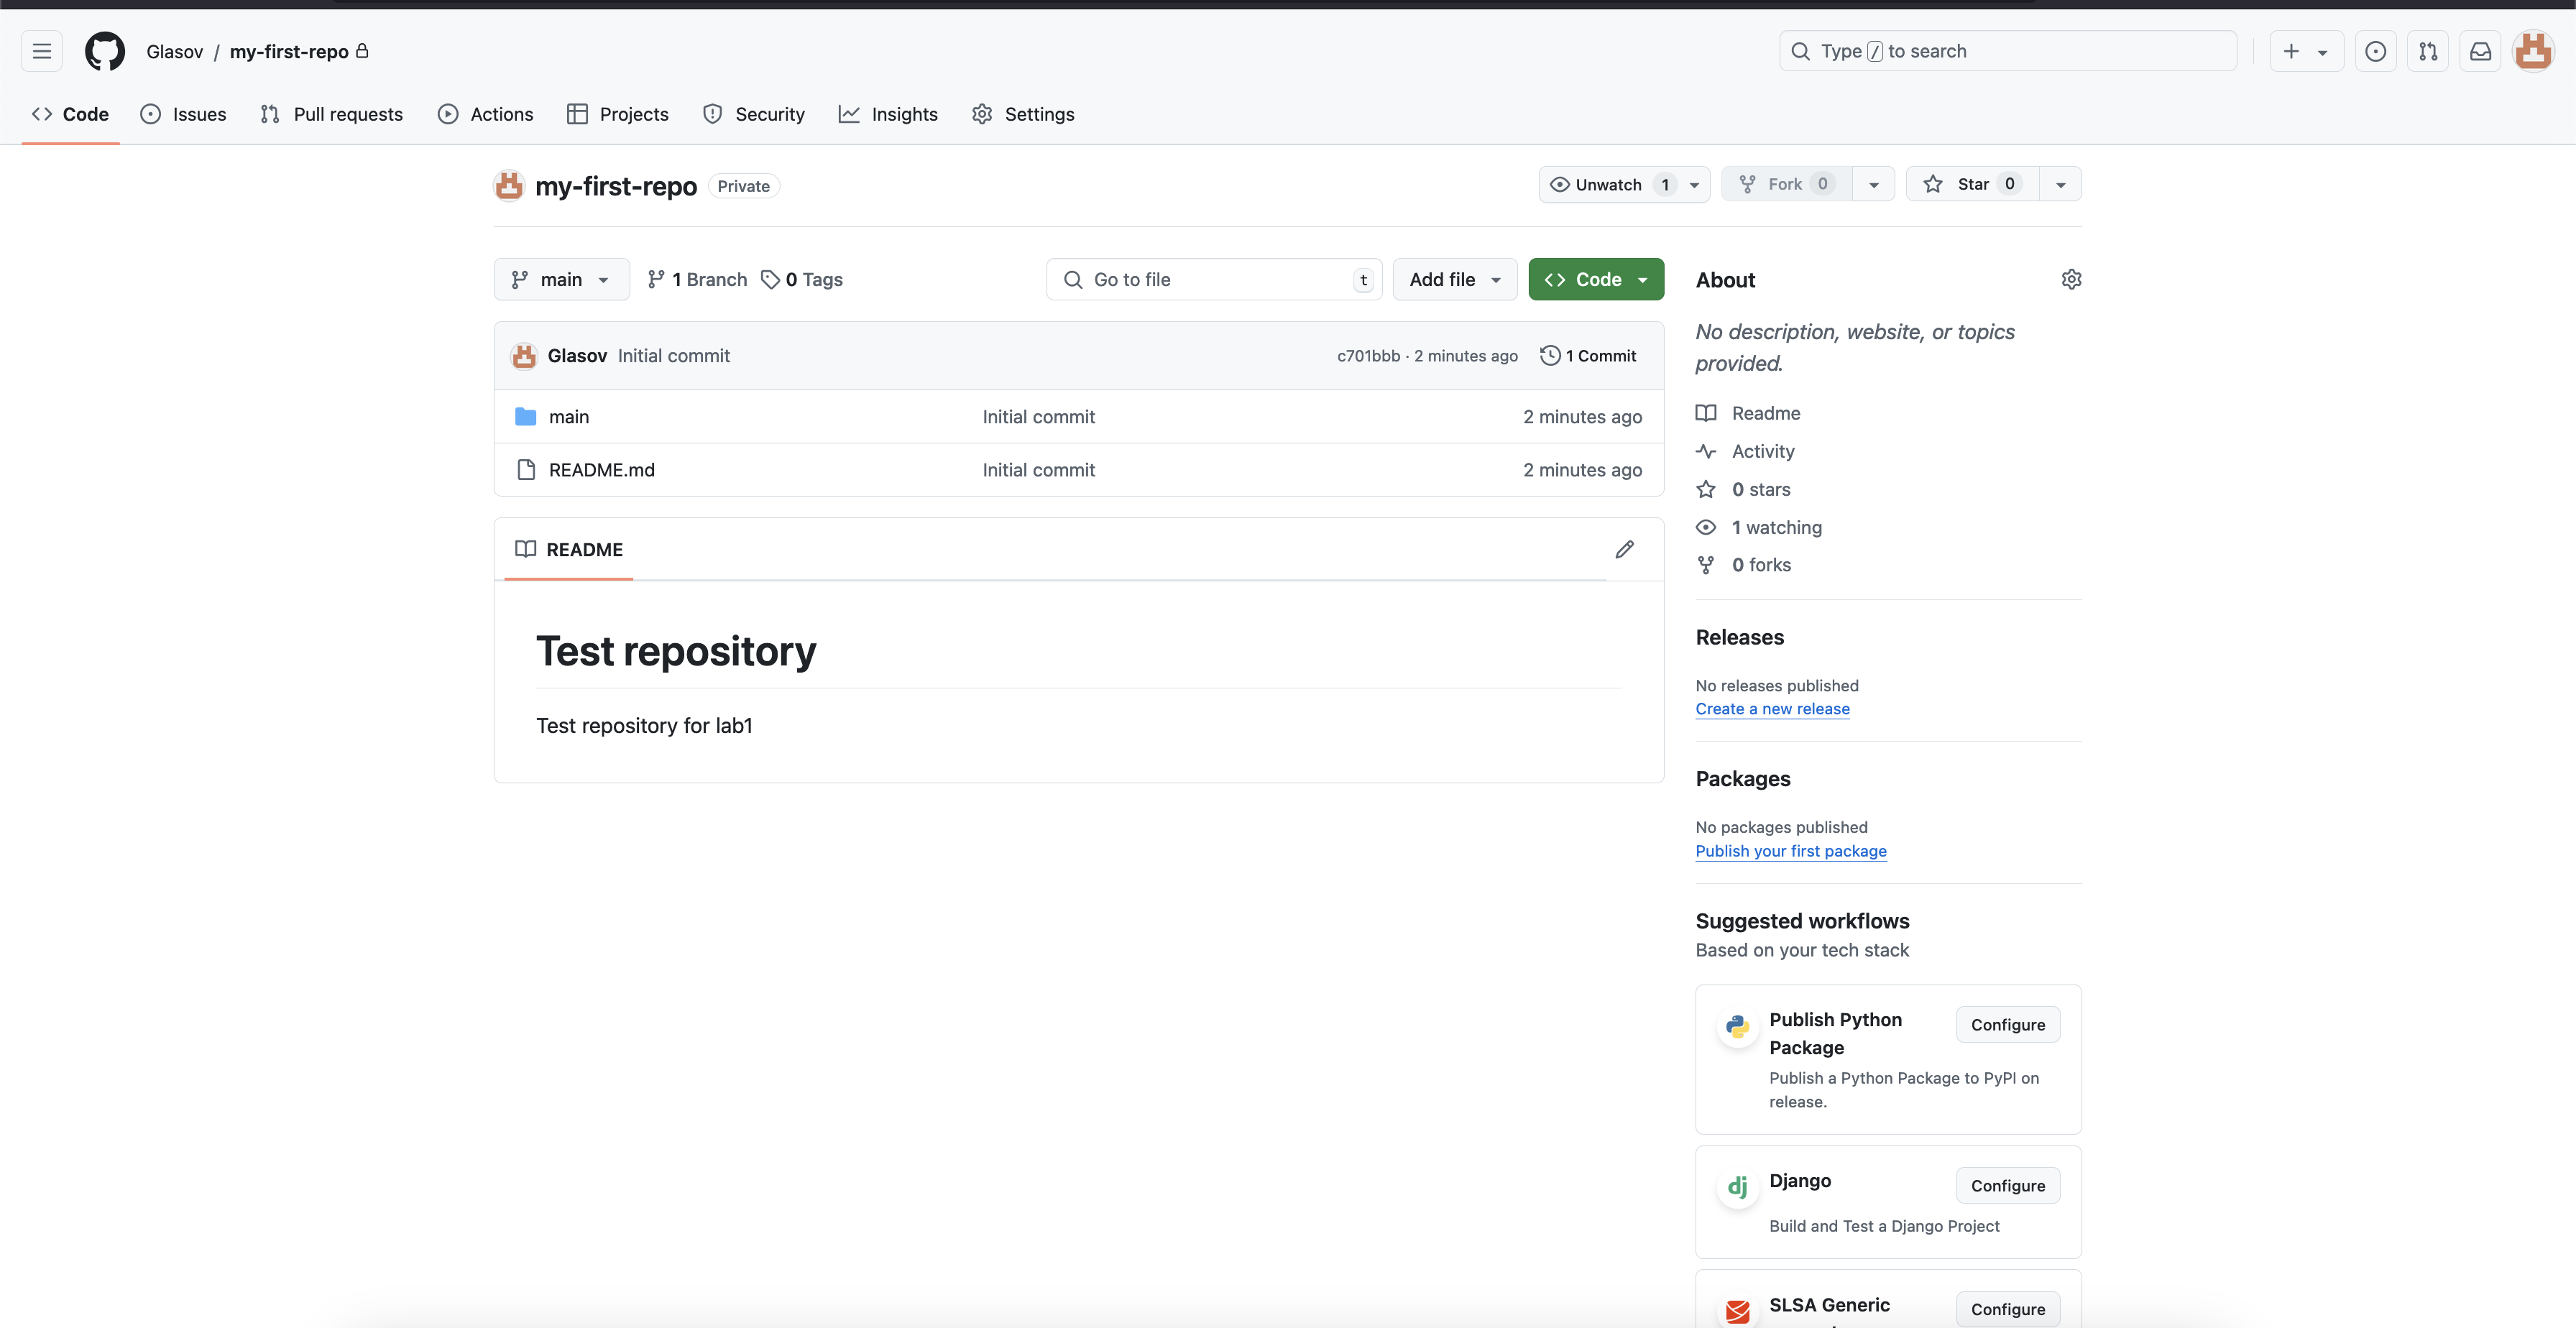 Glasov / my-first-repo
Type / to search
Code Issues Pull requests Actions Projects Security Insights Settings
my-first-repo Private
Unwatch 1 Fork 0 Star 0
main 1 Branch 0 Tags
Go to file t Add file Code
Glasov Initial commit c701bbb · 2 minutes ago 1 Commit
main Initial commit 2 minutes ago
README.md Initial commit 2 minutes ago
README
Test repository
Test repository for lab1
About
No description, website, or topics
provided.
Readme
Activity
0 stars
1 watching
0 forks
Releases
No releases published
Create a new release
Packages
No packages published
Publish your first package
Suggested workflows
Based on your tech stack
Publish Python
Package
Configure
Publish a Python Package to PyPI on
release.
Django
Configure
dj
Build and Test a Django Project
SLSA Generic
Configure